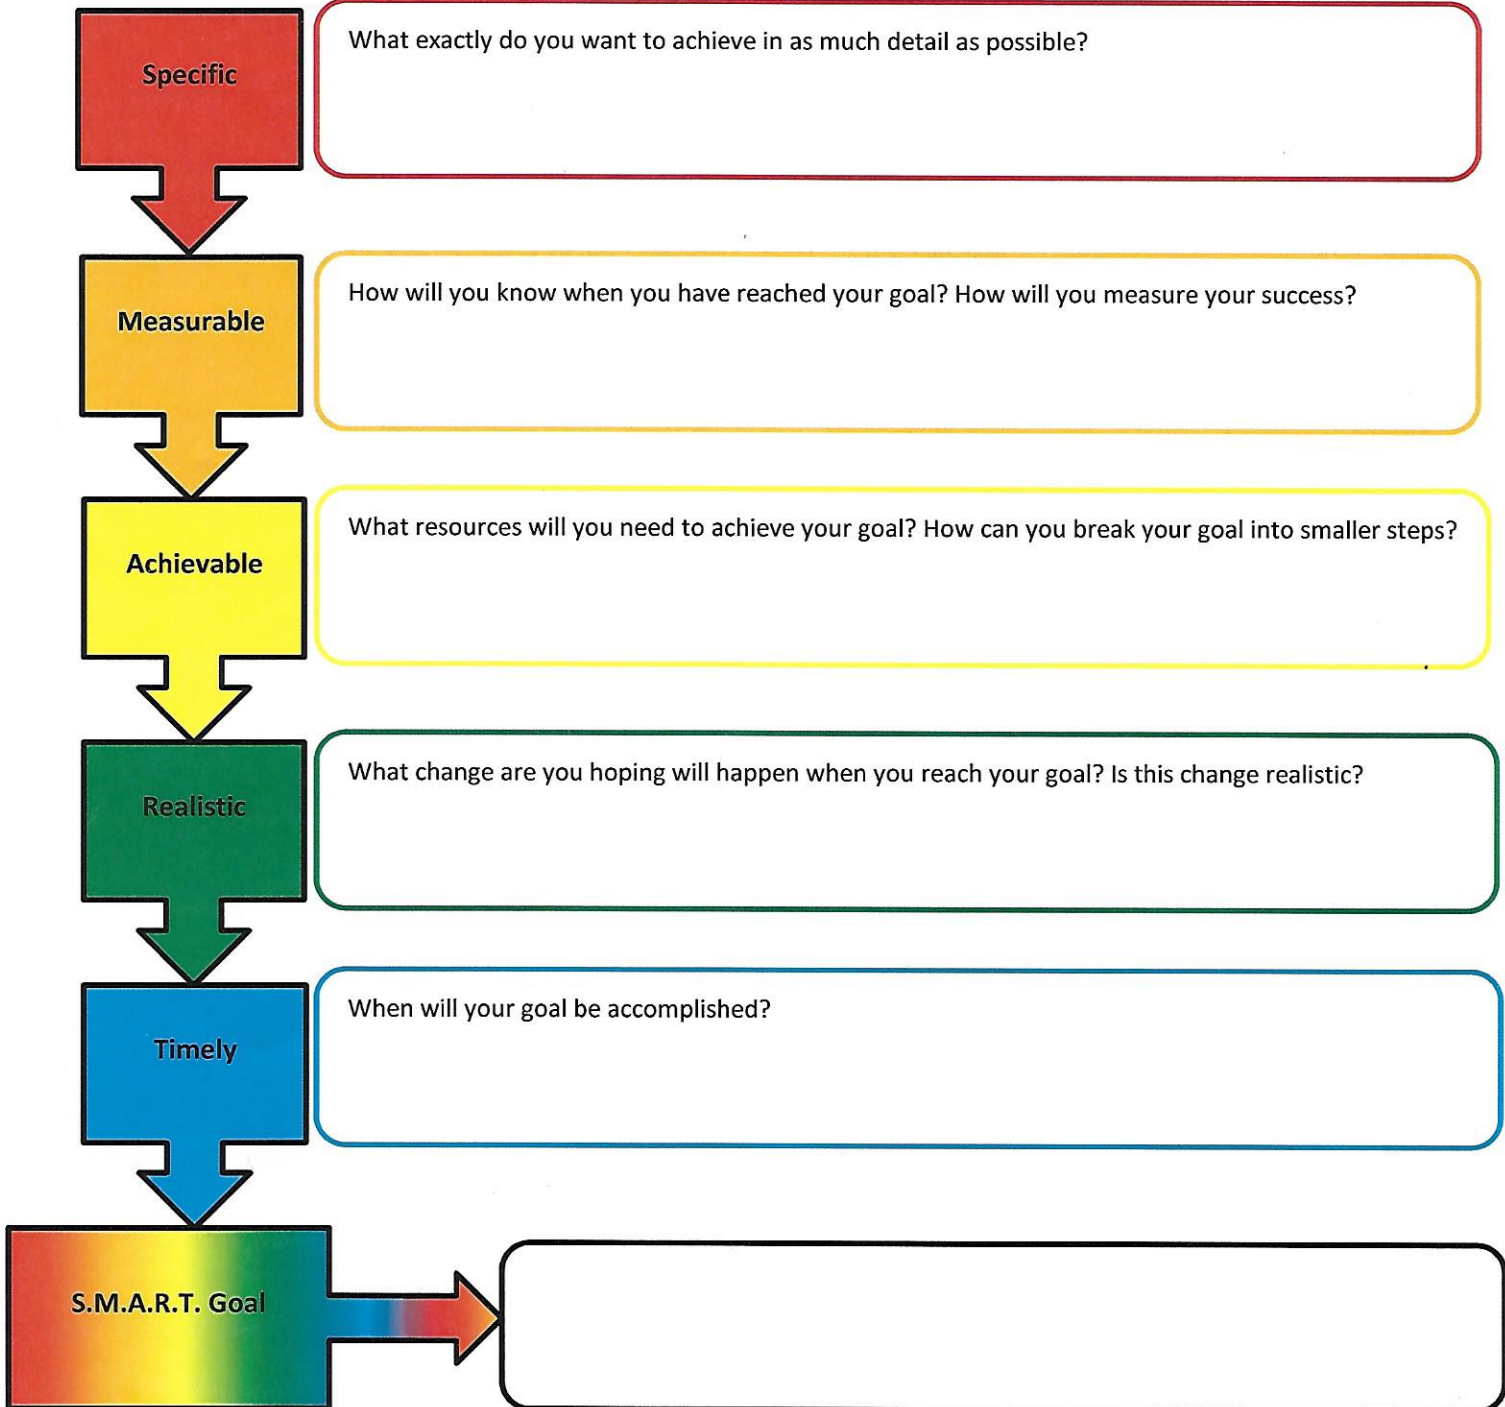 Specific
What exactly do you want to achieve in as much detail as possible?
Measurable
How will you know when you have reached your goal? How will you measure your success?
Achievable
What resources will you need to achieve your goal? How can you break your goal into smaller steps?
Realistic
What change are you hoping will happen when you reach your goal? Is this change realistic?
Timely
When will your goal be accomplished?
S.M.A.R.T. Goal